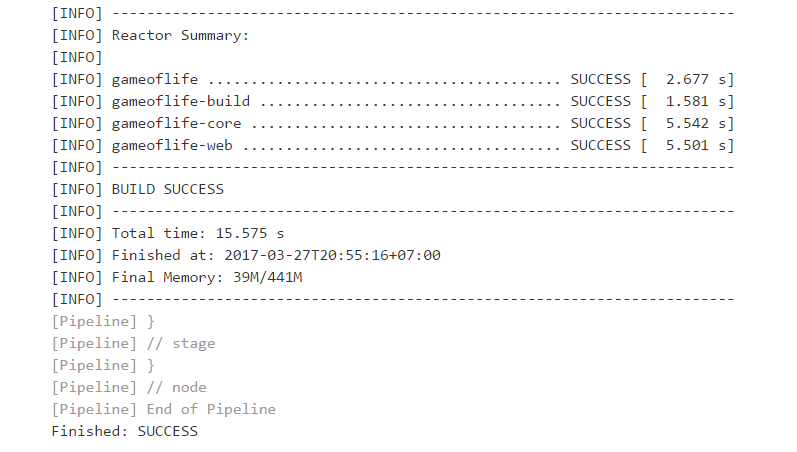 [INFO] ------------------------------------------------------------------------
[INFO] Reactor Summary:
[INFO]
[INFO] gameoflife ......................................... SUCCESS [  2.677 s]
[INFO] gameoflife-build ................................... SUCCESS [  1.581 s]
[INFO] gameoflife-core .................................... SUCCESS [  5.542 s]
[INFO] gameoflife-web ..................................... SUCCESS [  5.501 s]
[INFO] ------------------------------------------------------------------------
[INFO] BUILD SUCCESS
[INFO] ------------------------------------------------------------------------
[INFO] Total time: 15.575 s
[INFO] Finished at: 2017-03-27T20:55:16+07:00
[INFO] Final Memory: 39M/441M
[INFO] ------------------------------------------------------------------------
[Pipeline] }
[Pipeline] // stage
[Pipeline] }
[Pipeline] // node
[Pipeline] End of Pipeline
Finished: SUCCESS